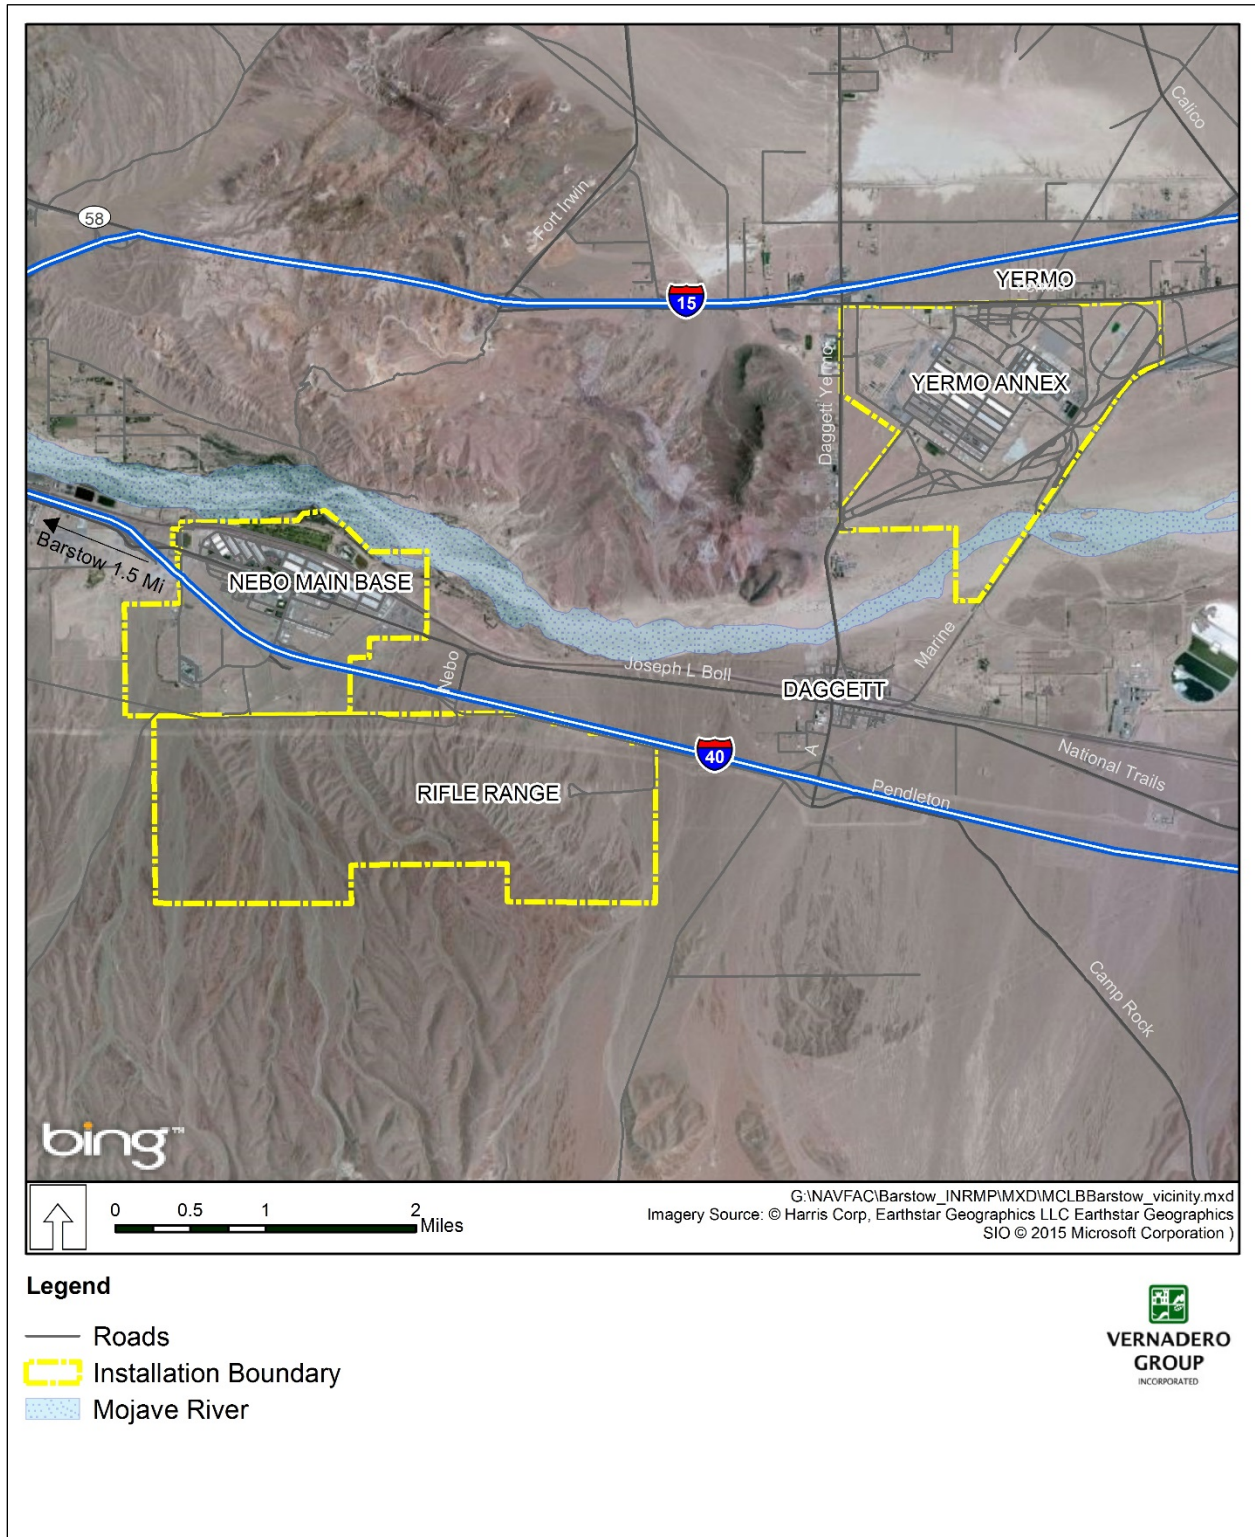 Calico
Fort Irwin
58
YERMO
15
YERMO ANNEX
Daggett Yermo
Barstow 1.5 Mi
NEBO MAIN BASE
Nebo
Joseph L Boll
Marine
DAGGETT
A
40
National Trails
RIFLE RANGE
Pendleton
Camp Rock
bing™
0 0.5 1 2
Miles
G:\NAVFAC\Barstow_INRMP\MXD\MCLBBarstow_vicinity.mxd
Imagery Source: © Harris Corp, Earthstar Geographics LLC Earthstar Geographics
SIO © 2015 Microsoft Corporation )
Legend
Roads
Installation Boundary
Mojave River
VERNADERO
GROUP
INCORPORATED